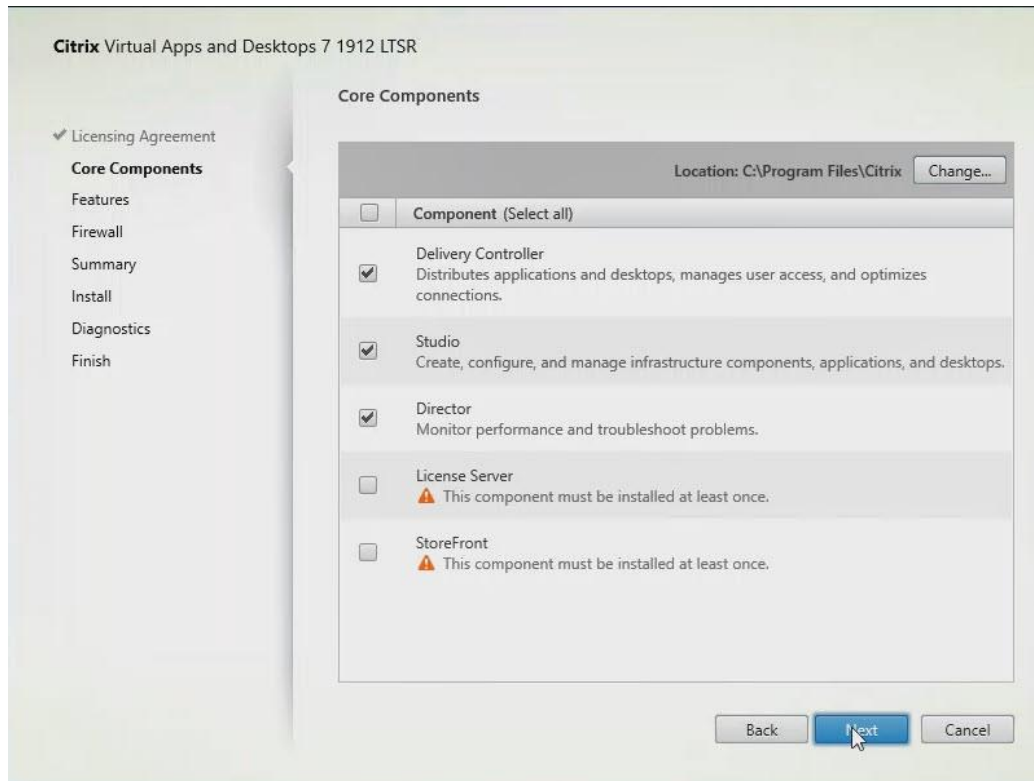 Citrix Virtual Apps and Desktops 7 1912 LTSR
Licensing Agreement
Core Components
Features
Firewall
Summary
Install
Diagnostics
Finish
Core Components
Location: C:\Program Files\Citrix
Change...
Component (Select all)
Delivery Controller
Distributes applications and desktops, manages user access, and optimizes
connections.
Studio
Create, configure, and manage infrastructure components, applications, and desktops.
Director
Monitor performance and troubleshoot problems.
License Server
This component must be installed at least once.
StoreFront
This component must be installed at least once.
Back
Next
Cancel